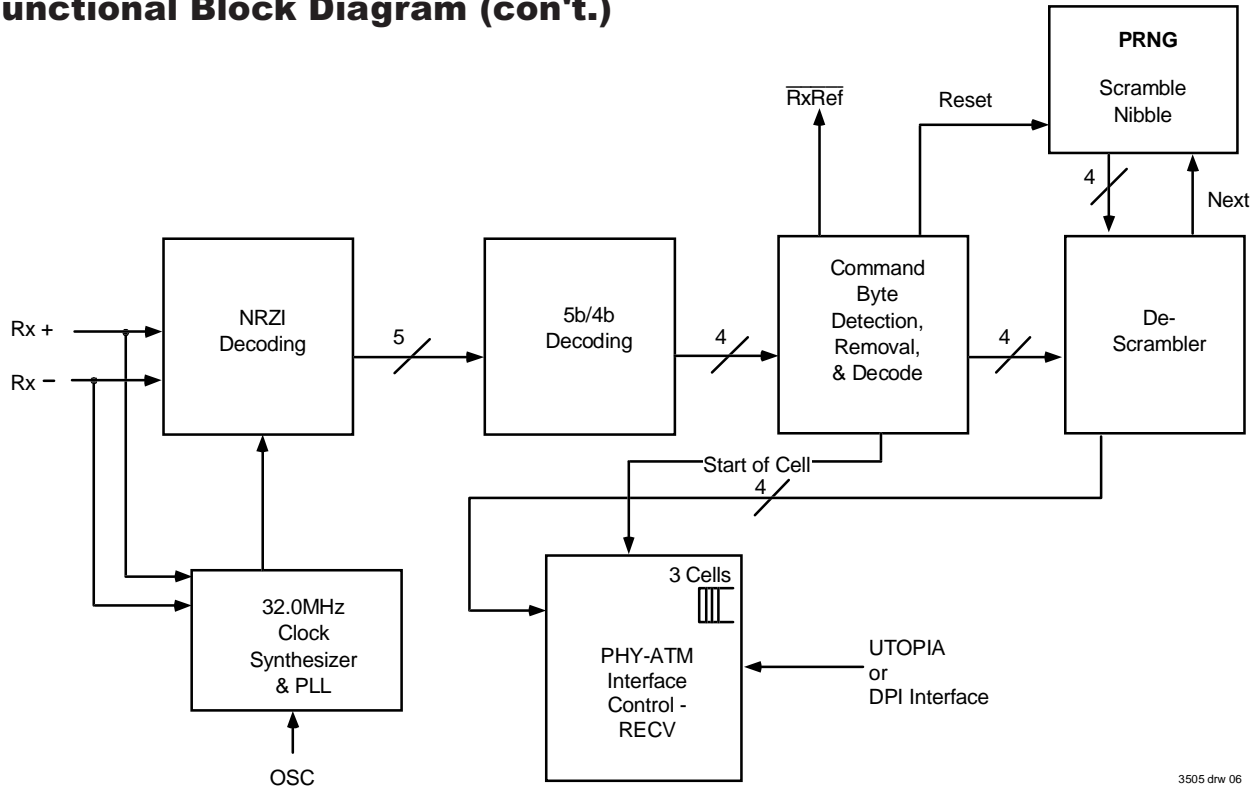 unctional Block Diagram (con't.)
PRNG
Scramble
Nibble
RxRef
Reset
4
Next
Rx +
Rx −
NRZI
Decoding
5
5b/4b
Decoding
4
Command
Byte
Detection,
Removal,
& Decode
4
De-
Scrambler
Start of Cell
4
32.0MHz
Clock
Synthesizer
& PLL
OSC
3 Cells
PHY-ATM
Interface
Control -
RECV
UTOPIA
or
DPI Interface
3505 drw 06